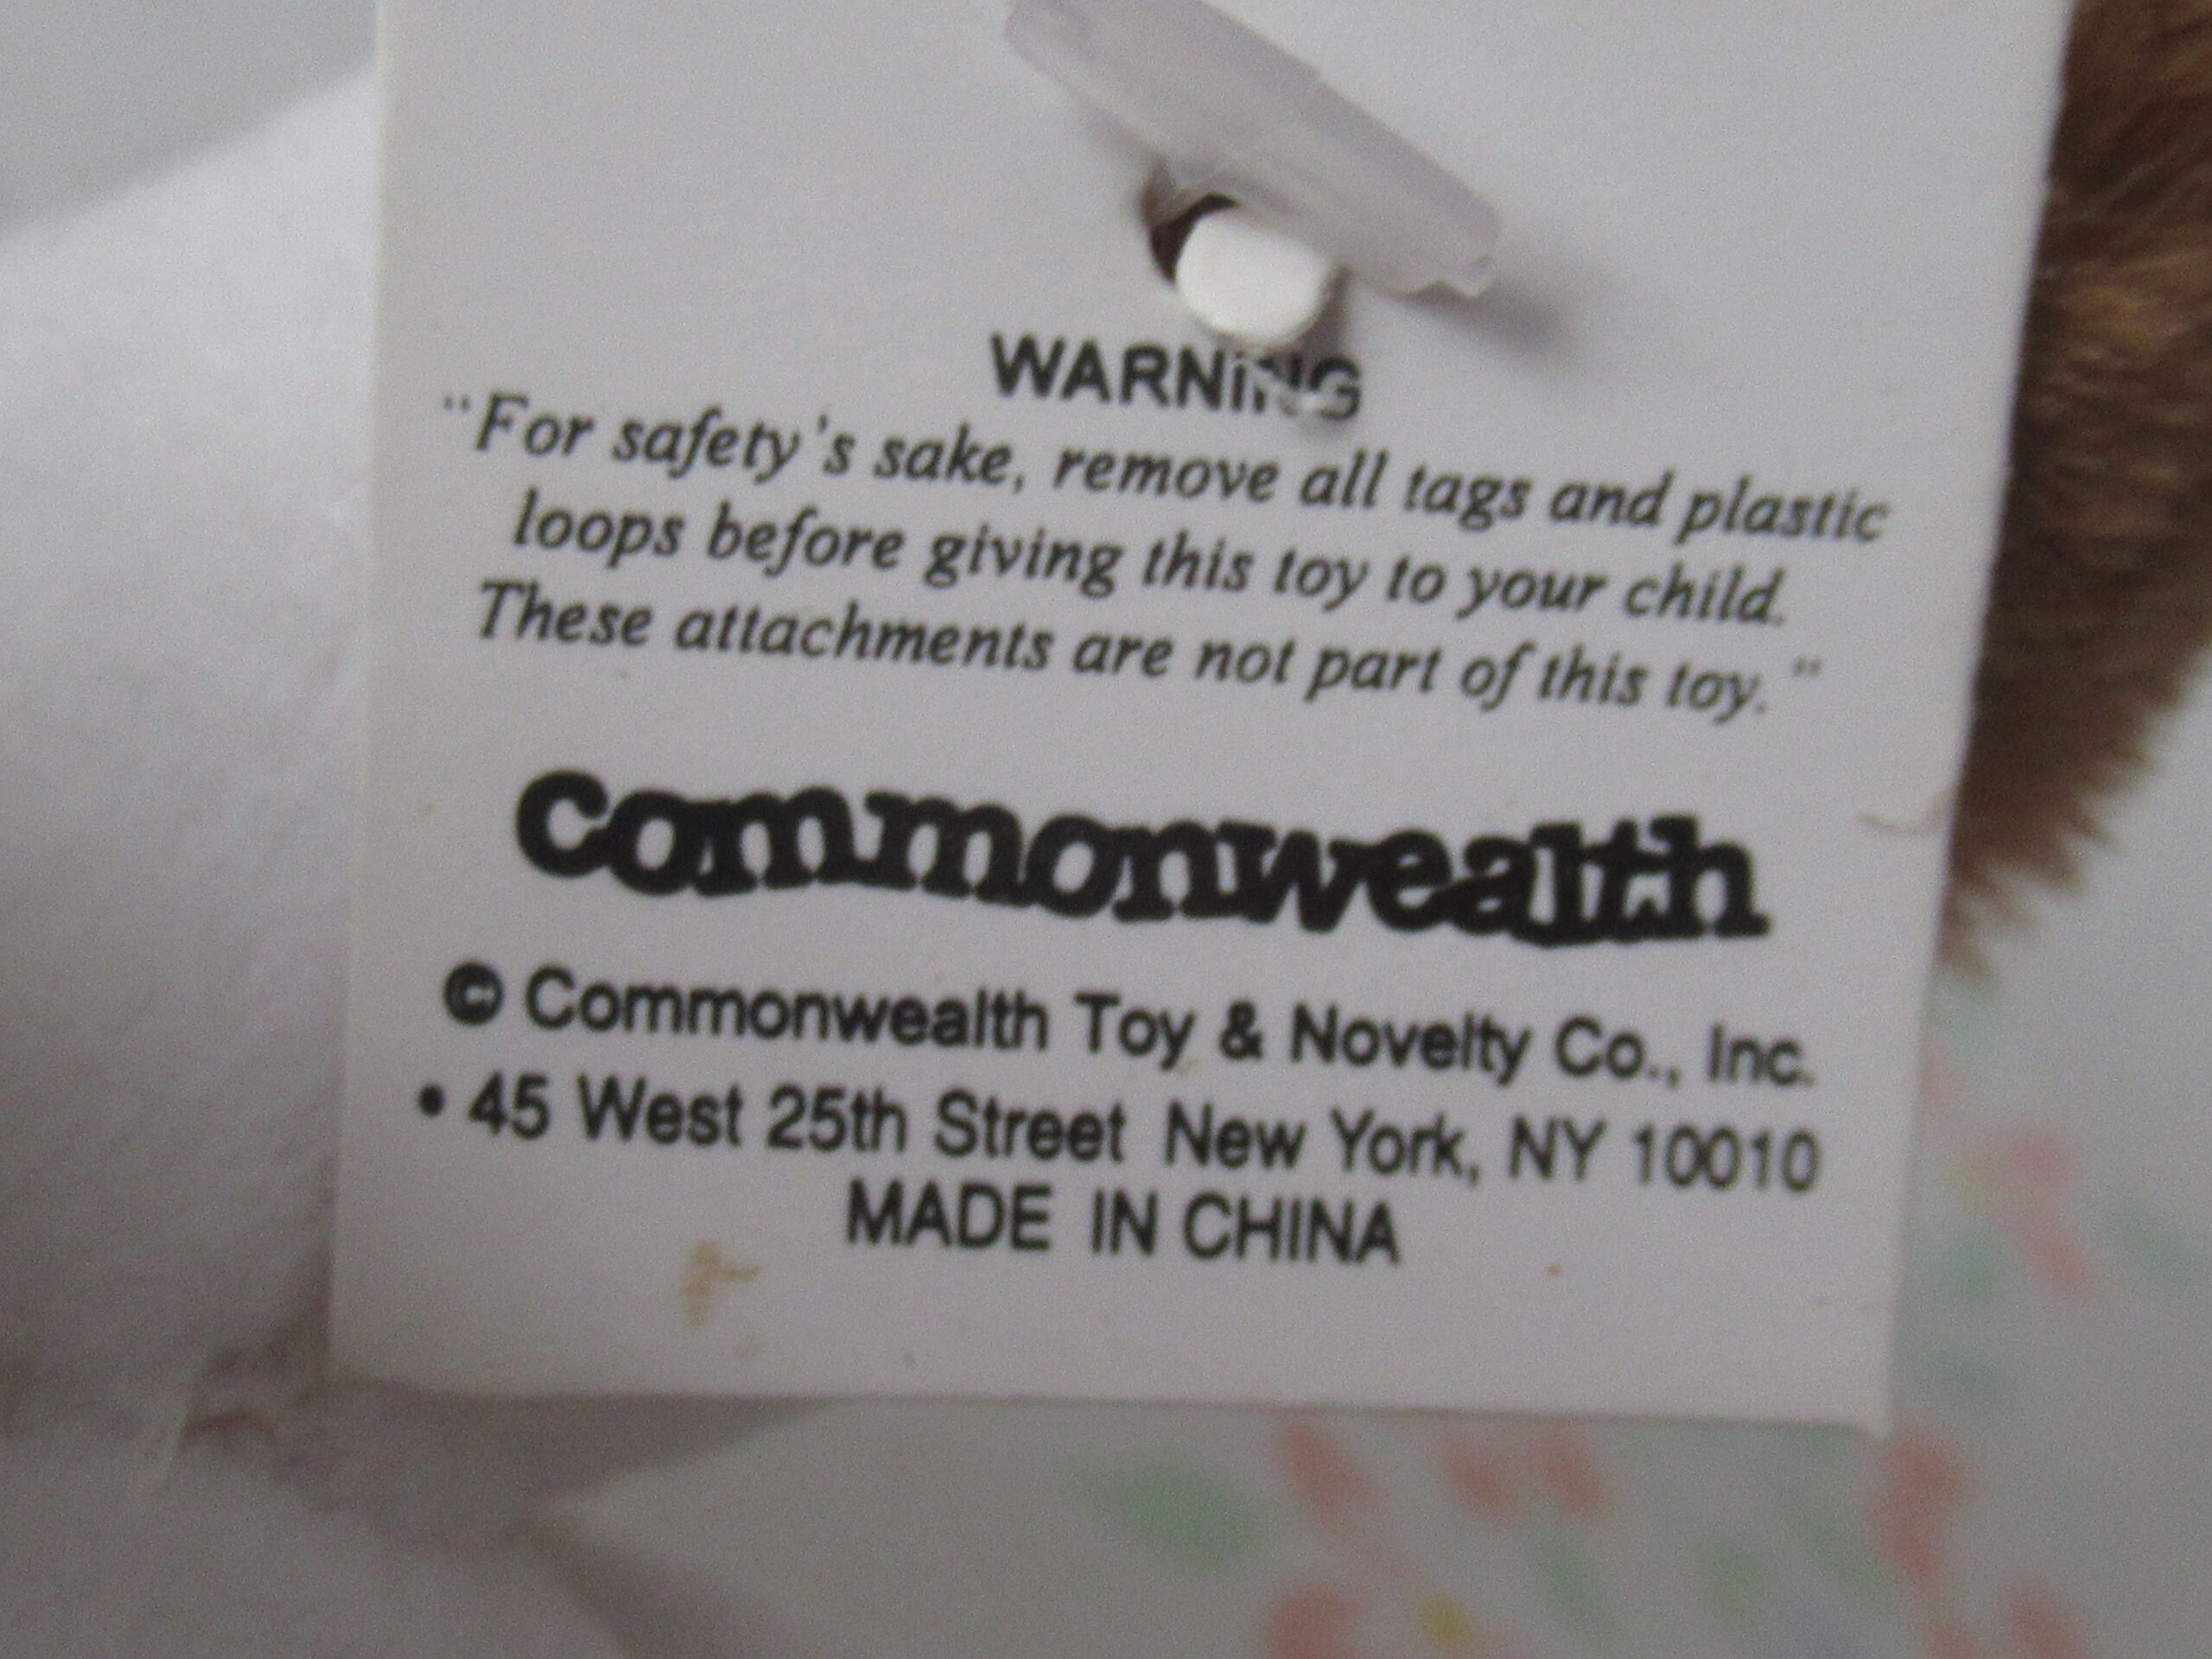 WARNING
"For safety's sake, remove all tags and plastic
loops before giving this toy to your child.
These attachments are not part of this toy."
commonwealth
© Commonwealth Toy & Novelty Co., Inc.
• 45 West 25th Street New York, NY 10010
MADE IN CHINA